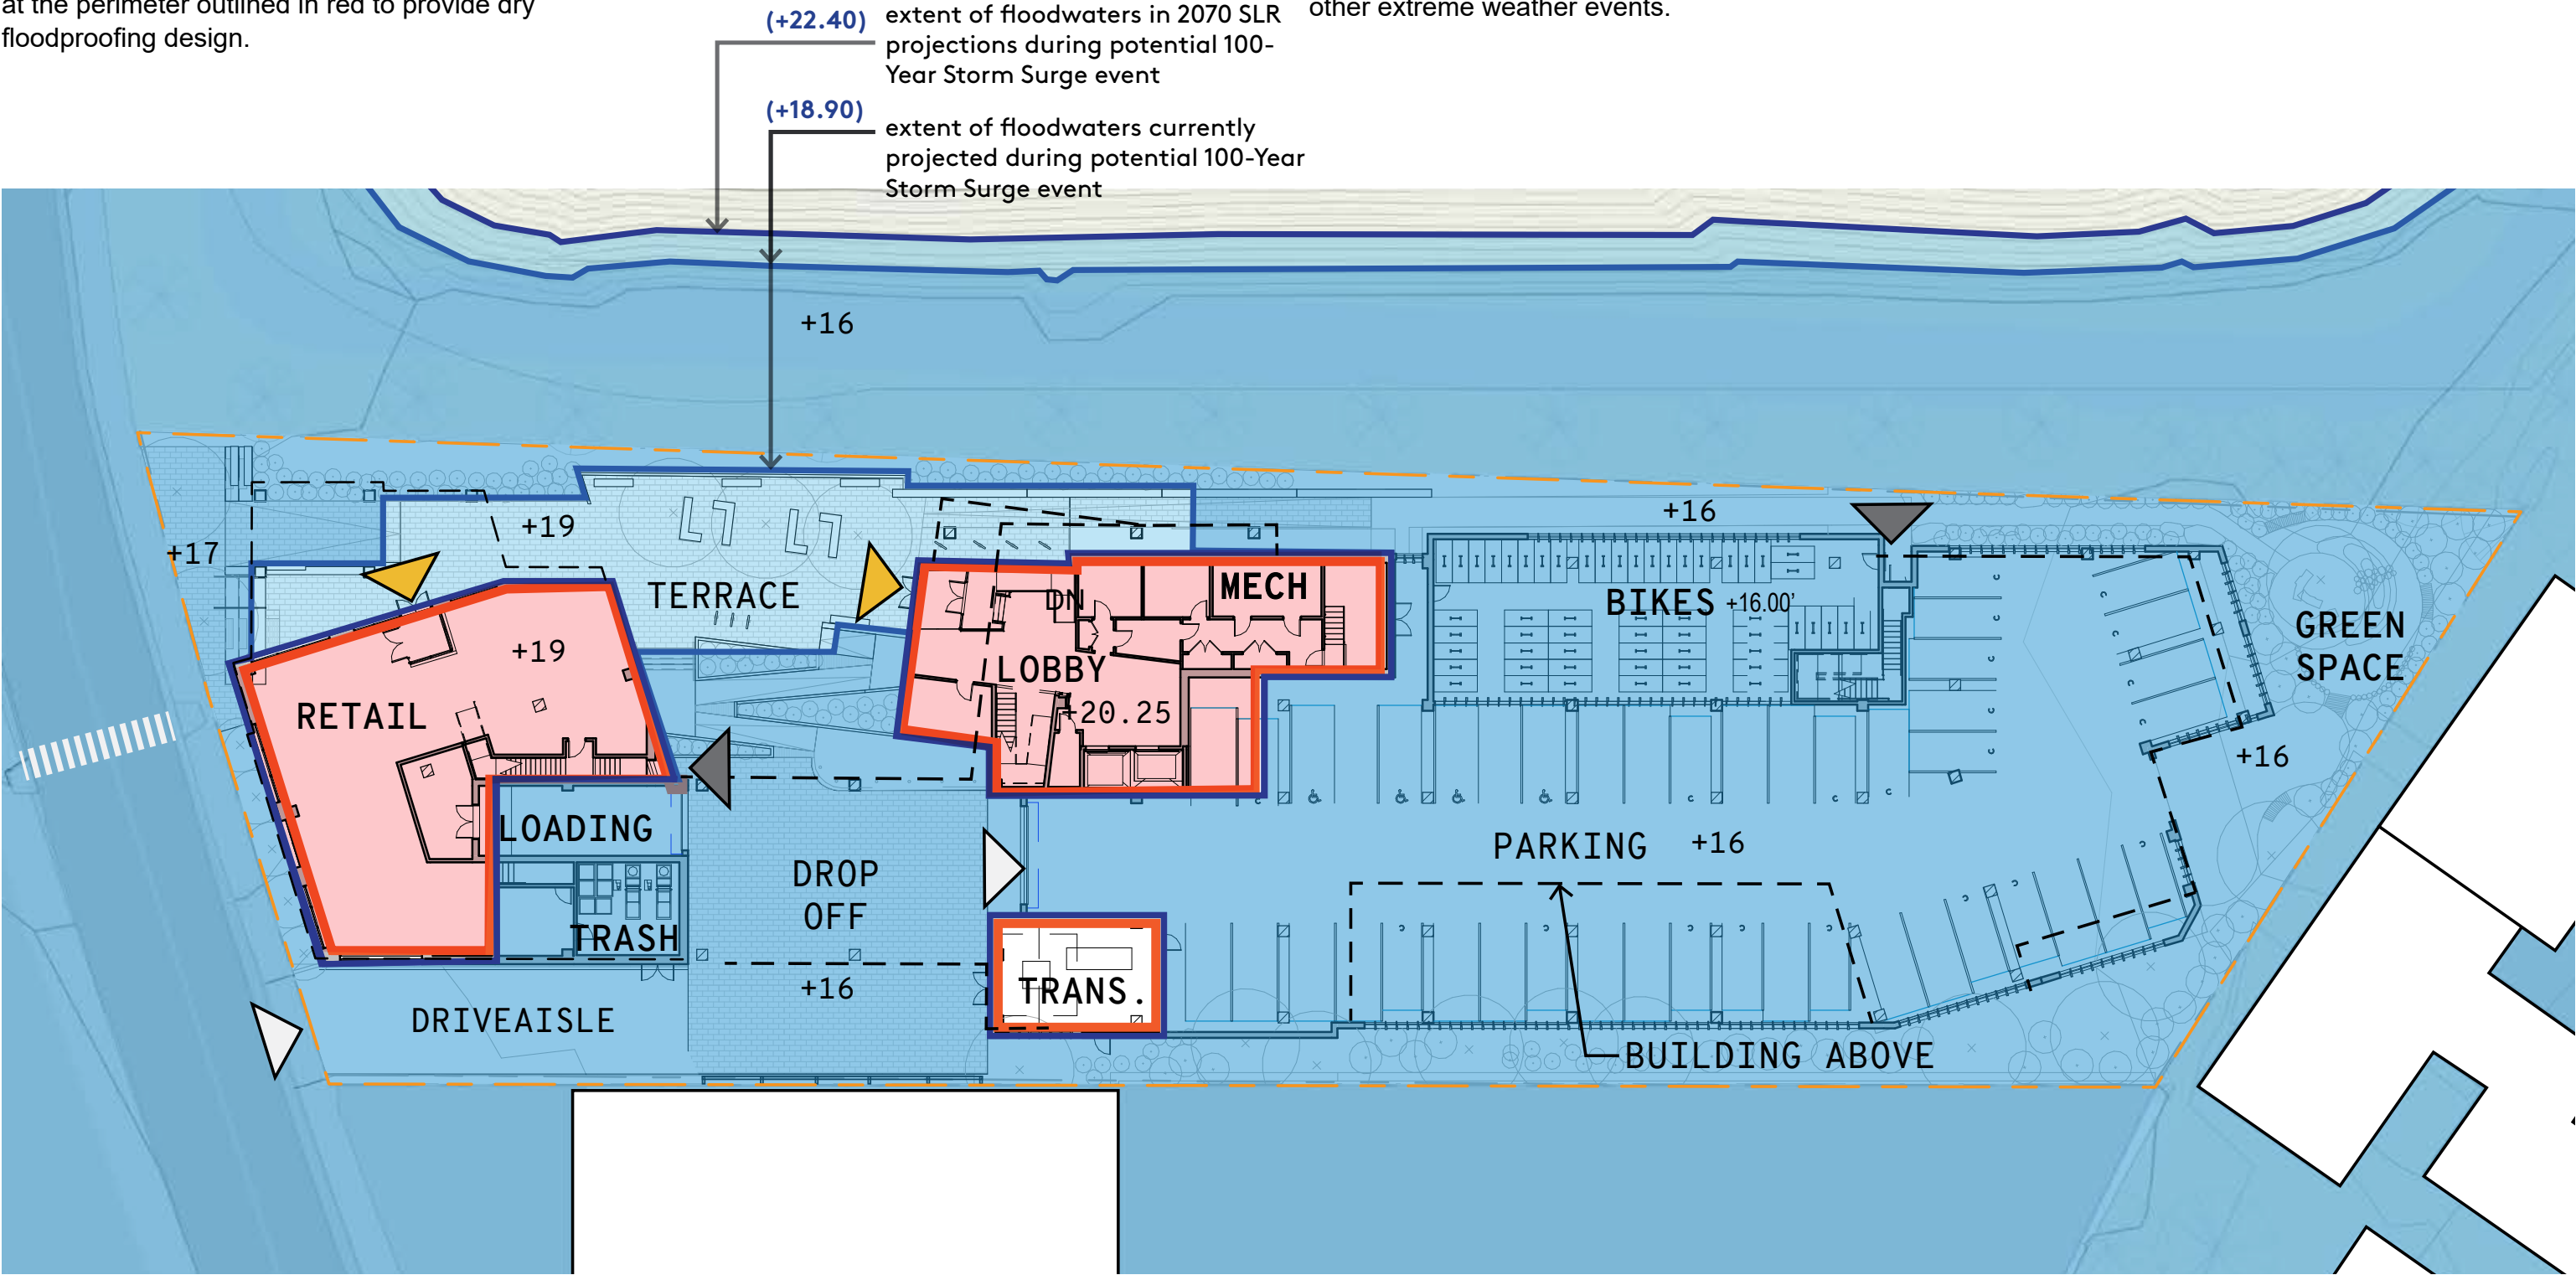 at the perimeter outlined in red to provide dry
floodproofing design.
(+22.40)
extent of floodwaters in 2070 SLR
projections during potential 100-
Year Storm Surge event
other extreme weather events.
(+18.90)
extent of floodwaters currently
projected during potential 100-Year
Storm Surge event
+16
+19
+17
TERRACE
DN
MECH
+16
BIKES +16.00'
GREEN
SPACE
+19
RETAIL
LOBBY
+20.25
+16
LOADING
DROP
OFF
PARKING +16
TRASH
+16
TRANS.
DRIVEAISLE
BUILDING ABOVE